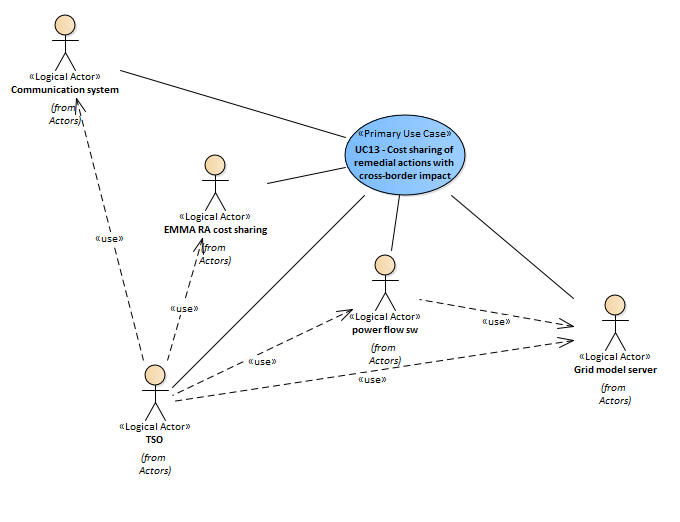 «Logical Actor»
Communication system
(from
Actors)
«Primary Use Case»
UC13 - Cost sharing of
remedial actions with
cross-border impact
«Logical Actor»
EMMA RA cost sharing
(from
Actors)
«use»
«use»
«Logical Actor»
power flow sw
(from
Actors)
«use»
«use»
«use»
«Logical Actor»
Grid model server
(from
Actors)
«Logical Actor»
TSO
(from
Actors)